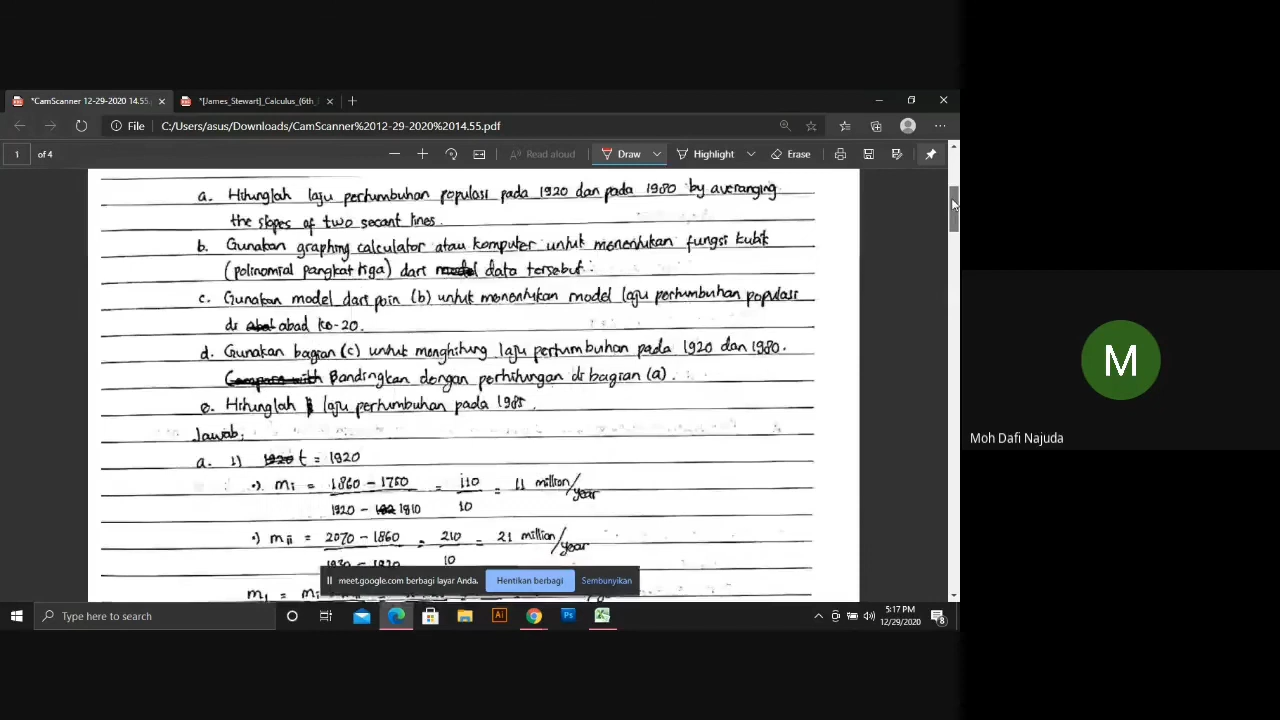 *CamScanner 12-29-2020 14.55.
*[James_Stewart]_Calculus_(6th_
File C:/Users/asus/Downloads/CamScanner%2012-29-2020%2014.55.pdf
1 of 4 Read aloud Draw Highlight Erase
a. Hitunglah laju pertumbuhan populasi pada 1920 dan pada 1980 by averanging
the slopes of two secant lines.
b. Gunakan graphing calculator atau komputer untuk menentukan fungsi kubik
(polinomial pangkat tiga) dari data tersebut.
c. Gunakan model dari poin (b) untuk menentukan model laju pertumbuhan populasi
di abad ke-20.
d. Gunakan bagian (c) untuk menghitung laju pertumbuhan pada 1920 dan 1980.
Bandingkan dengan perhitungan di bagian (a).
e. Hitunglah laju pertumbuhan pada 1985.
Jawab:
a. 1) t = 1920
•) mi = 1860 - 1750 = 110 = 11 million/year
1920 - 1910 10
•) mii = 2070 - 1860 = 210 = 21 million/year
1930 - 1920 10
meet.google.com berbagi layar Anda. Hentikan berbagi Sembunyikan
M
Moh Dafi Najuda
Type here to search
5:17 PM
12/29/2020
8